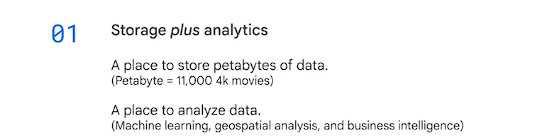 01
Storage plus analytics
A place to store petabytes of data.
(Petabyte = 11,000 4k movies)
A place to analyze data.
(Machine learning, geospatial analysis, and business intelligence)